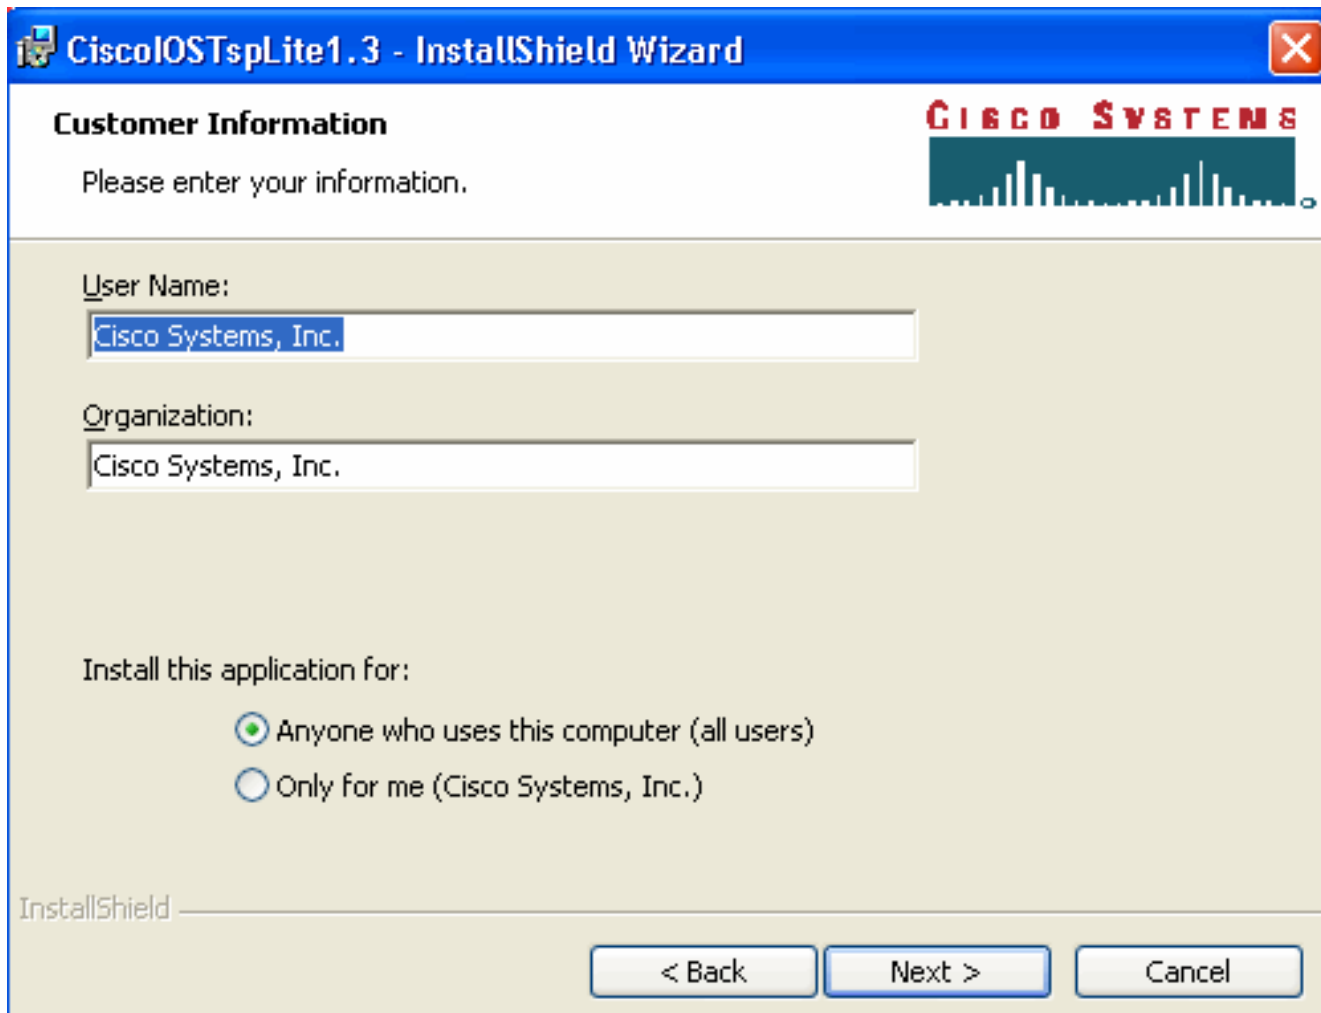 CiscoIOSTspLite1.3 - InstallShield Wizard
Customer Information
Please enter your information.
CISCO SYSTEMS
User Name:
Cisco Systems, Inc.
Organization:
Cisco Systems, Inc.
Install this application for:
Anyone who uses this computer (all users)
Only for me (Cisco Systems, Inc.)
InstallShield
< Back
Next >
Cancel